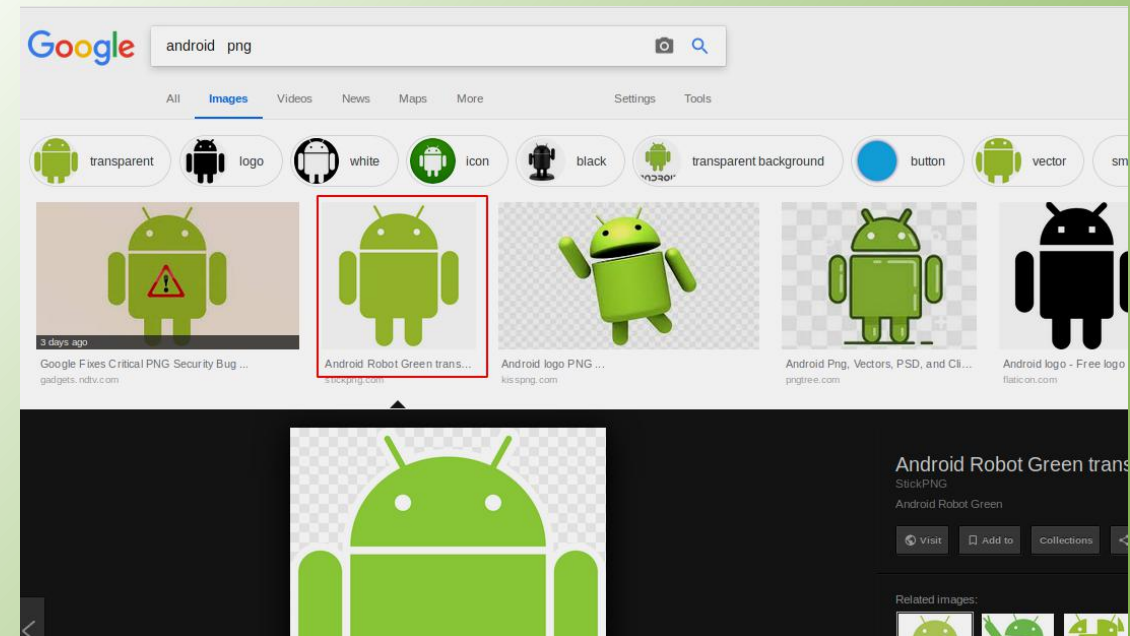 Google
android png
All Images Videos News Maps More Settings Tools
transparent logo white icon black transparent background button vector sm
3 days ago
Google Fixes Critical PNG Security Bug ...
gadgets.ndtv.com
Android Robot Green trans...
stickpng.com
Android logo PNG ...
kisspng.com
Android Png, Vectors, PSD, and Cli...
pngtree.com
Android logo - Free logo
flaticon.com
Android Robot Green trans
StickPNG
Android Robot Green
Visit Add to Collections
Related images: